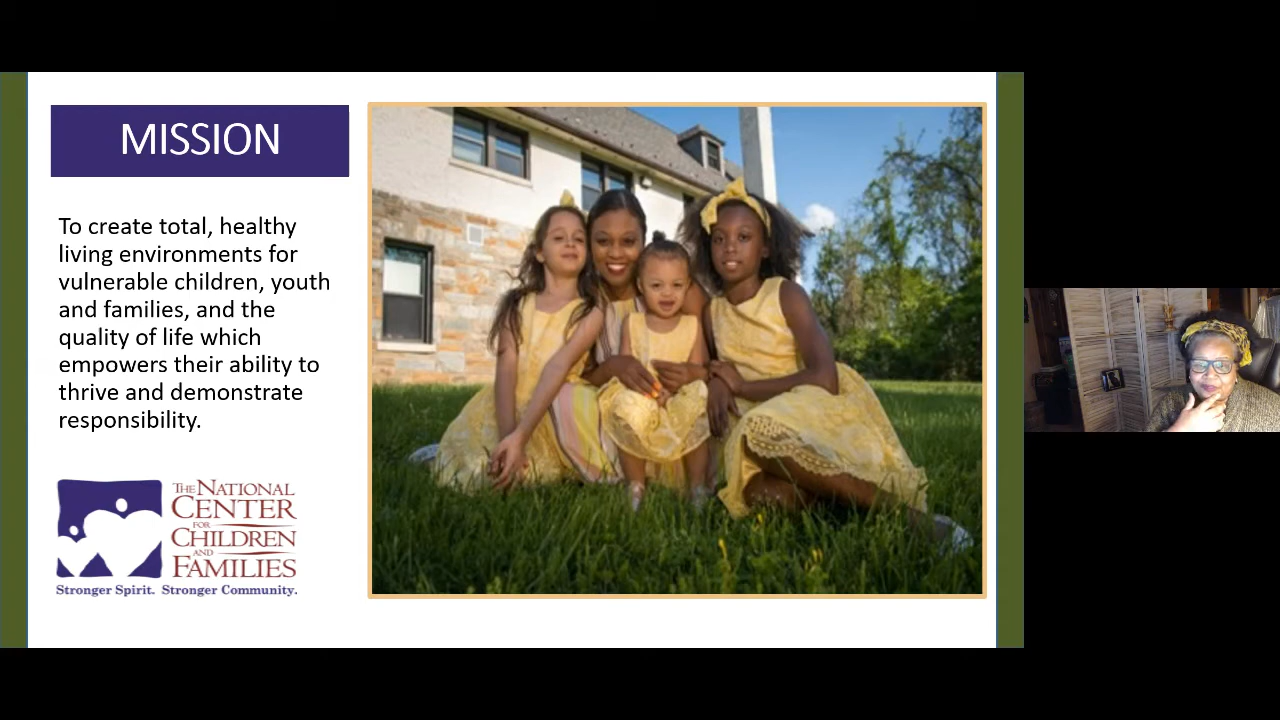 MISSION
To create total, healthy
living environments for
vulnerable children, youth
and families, and the
quality of life which
empowers their ability to
thrive and demonstrate
responsibility.
THE NATIONAL
CENTER
FOR
CHILDREN
AND
FAMILIES
Stronger Spirit. Stronger Community.